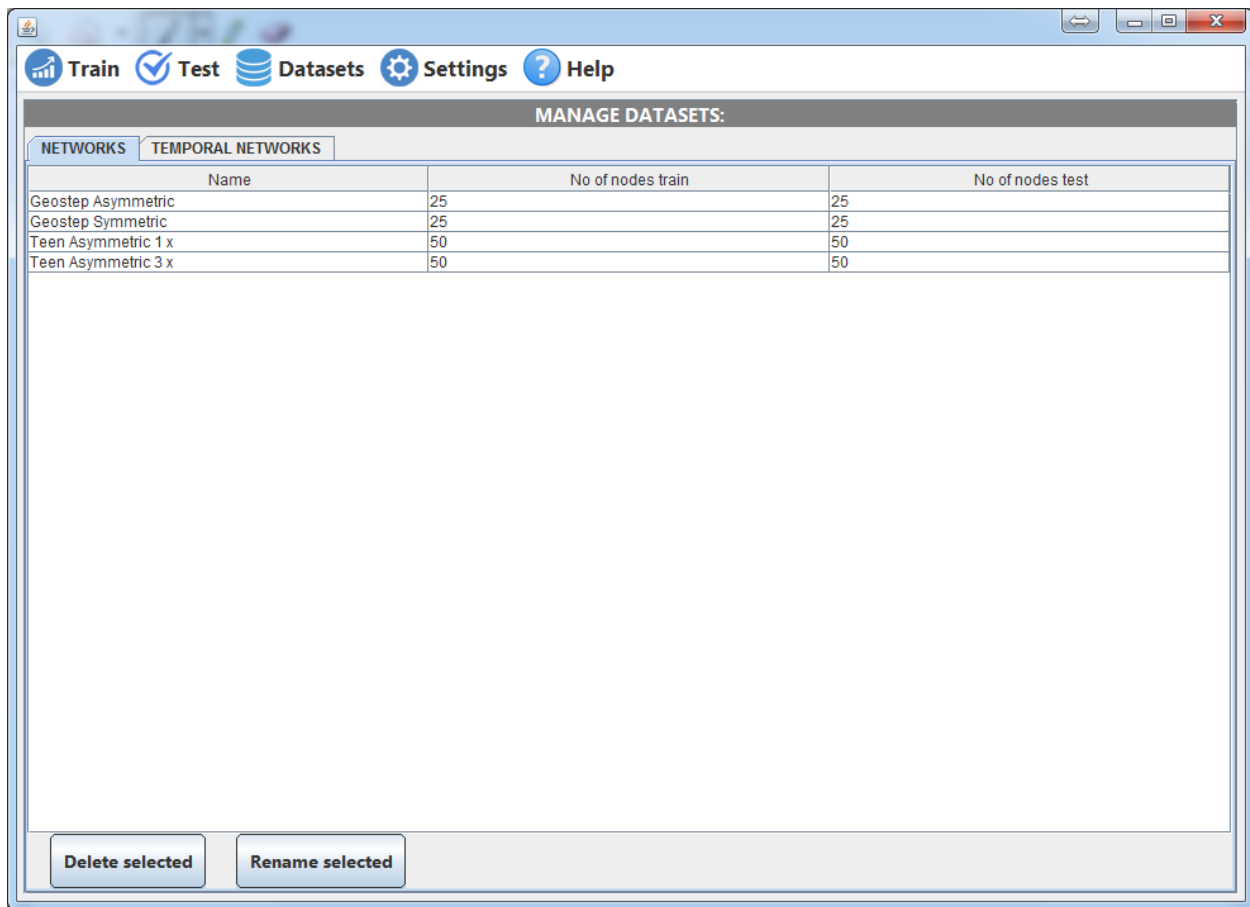 Train Test Datasets Settings ? Help
MANAGE DATASETS:
NETWORKS TEMPORAL NETWORKS
Name No of nodes train No of nodes test
Geostep Asymmetric 25 25
Geostep Symmetric 25 25
Teen Asymmetric 1 x 50 50
Teen Asymmetric 3 x 50 50
Delete selected Rename selected